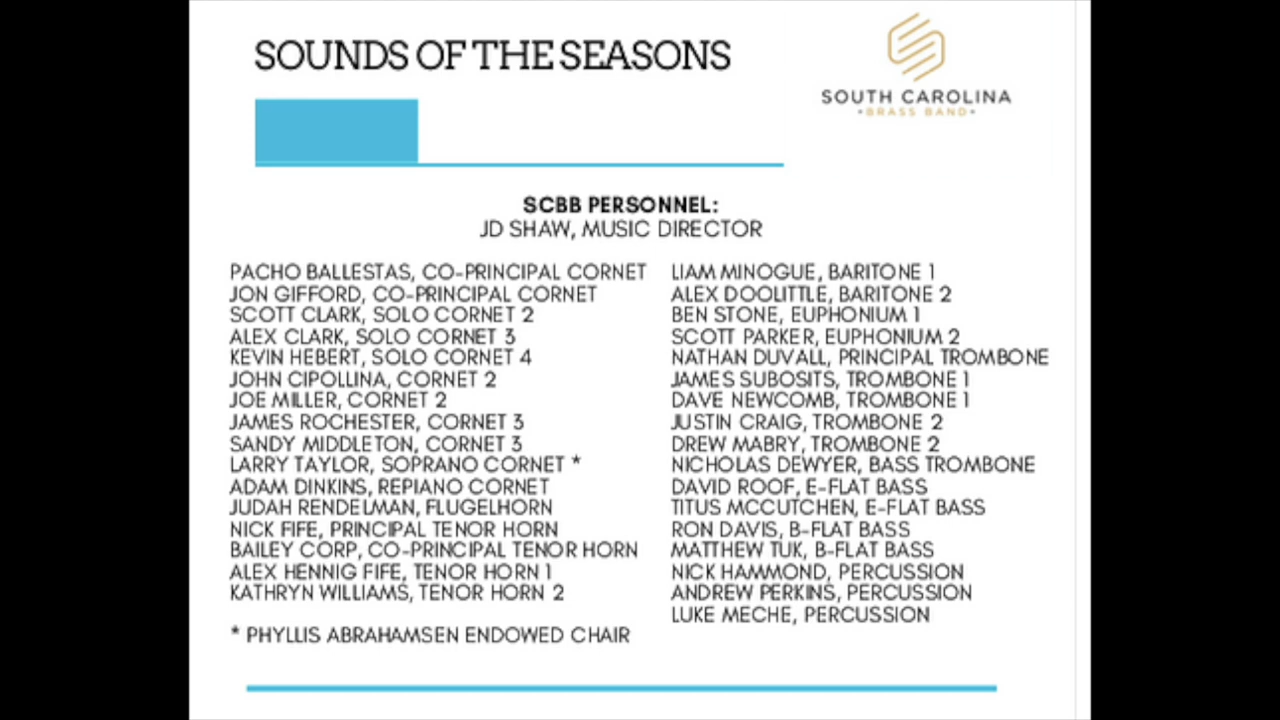 SOUNDS OF THE SEASONS
SOUTH CAROLINA
·BRASS BAND·
SCBB PERSONNEL:
JD SHAW, MUSIC DIRECTOR
PACHO BALLESTAS, CO-PRINCIPAL CORNET
JON GIFFORD, CO-PRINCIPAL CORNET
SCOTT CLARK, SOLO CORNET 2
ALEX CLARK, SOLO CORNET 3
KEVIN HEBERT, SOLO CORNET 4
JOHN CIPOLLINA, CORNET 2
JOE MILLER, CORNET 2
JAMES ROCHESTER, CORNET 3
SANDY MIDDLETON, CORNET 3
LARRY TAYLOR, SOPRANO CORNET *
ADAM DINKINS, REPIANO CORNET
JUDAH RENDELMAN, FLUGELHORN
NICK FIFE, PRINCIPAL TENOR HORN
BAILEY CORP, CO-PRINCIPAL TENOR HORN
ALEX HENNIG FIFE, TENOR HORN 1
KATHRYN WILLIAMS, TENOR HORN 2
* PHYLLIS ABRAHAMSEN ENDOWED CHAIR
LIAM MINOGUE, BARITONE 1
ALEX DOOLITTLE, BARITONE 2
BEN STONE, EUPHONIUM 1
SCOTT PARKER, EUPHONIUM 2
NATHAN DUVALL, PRINCIPAL TROMBONE
JAMES SUBOSITS, TROMBONE 1
DAVE NEWCOMB, TROMBONE 1
JUSTIN CRAIG, TROMBONE 2
DREW MABRY, TROMBONE 2
NICHOLAS DEWYER, BASS TROMBONE
DAVID ROOF, E-FLAT BASS
TITUS MCCUTCHEN, E-FLAT BASS
RON DAVIS, B-FLAT BASS
MATTHEW TUK, B-FLAT BASS
NICK HAMMOND, PERCUSSION
ANDREW PERKINS, PERCUSSION
LUKE MECHE, PERCUSSION